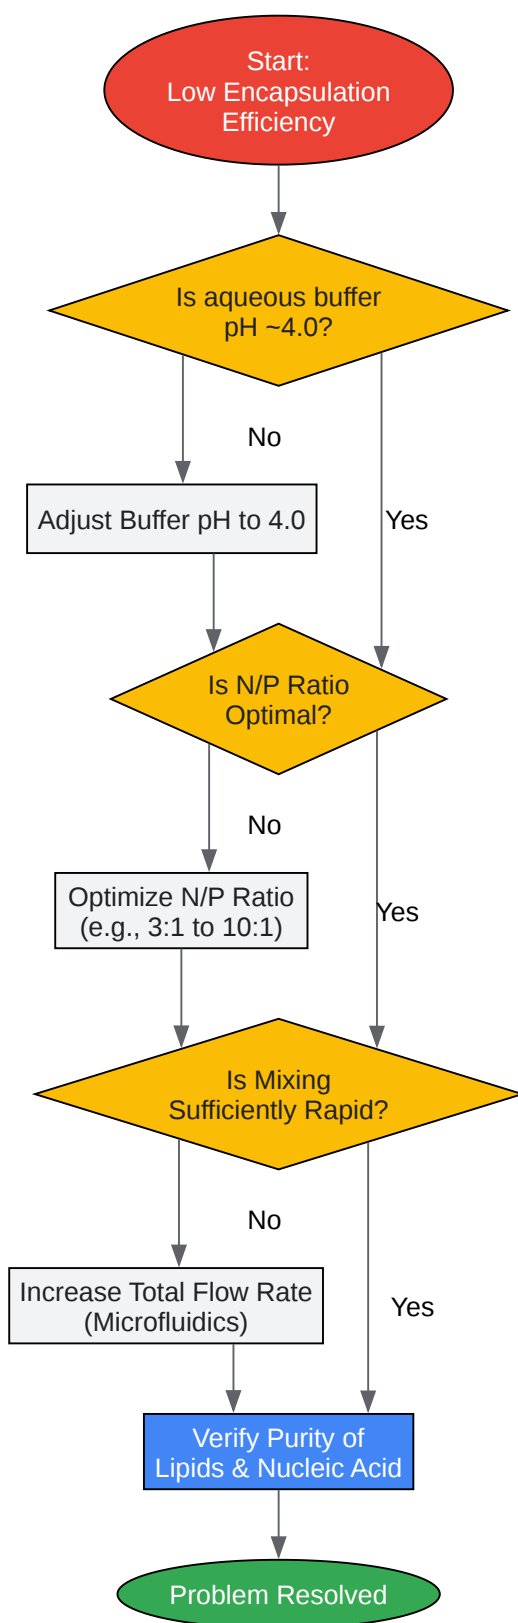 Start:
Low Encapsulation
Efficiency
Is aqueous buffer
pH ~4.0?
No
Adjust Buffer pH to 4.0
Yes
Is N/P Ratio
Optimal?
No
Optimize N/P Ratio
(e.g., 3:1 to 10:1)
Yes
Is Mixing
Sufficiently Rapid?
No
Increase Total Flow Rate
(Microfluidics)
Yes
Verify Purity of
Lipids & Nucleic Acid
Problem Resolved